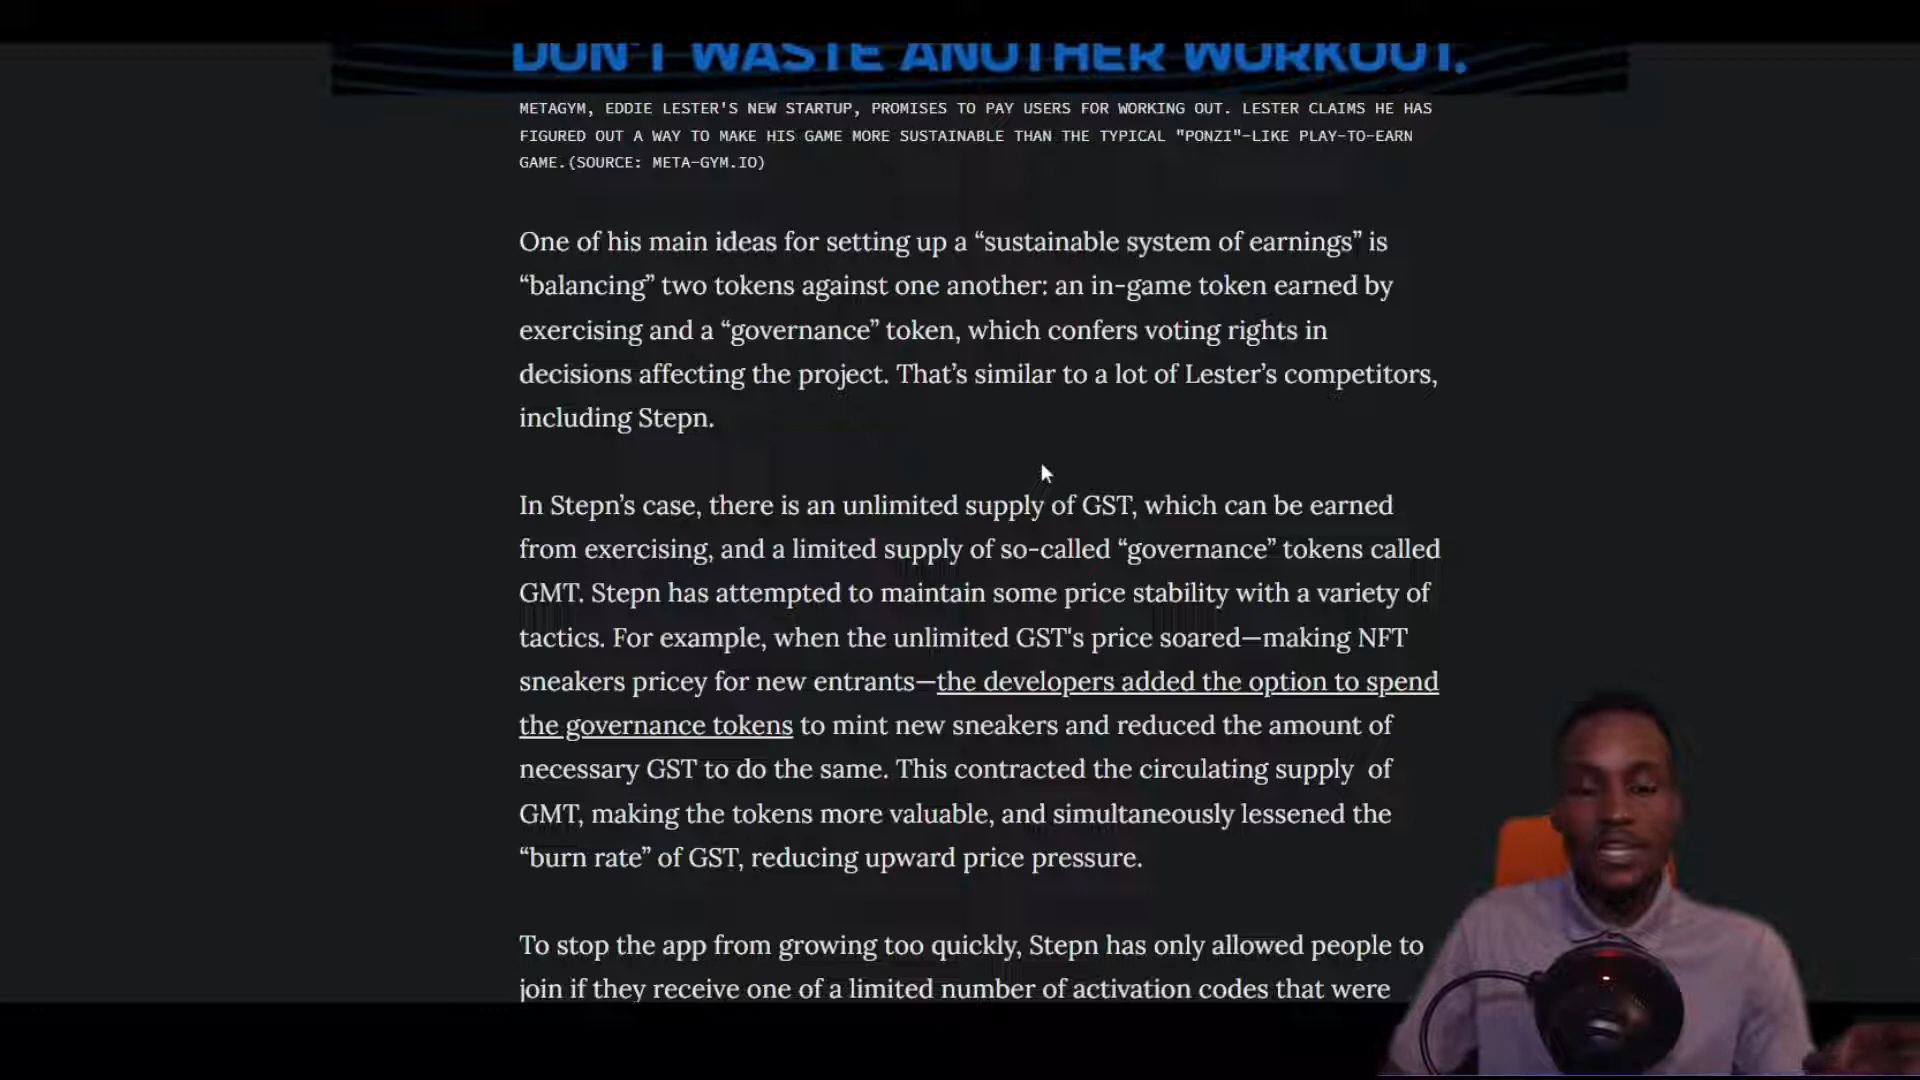 DON'T WASTE ANOTHER WORKOUT.
METAGYM, EDDIE LESTER'S NEW STARTUP, PROMISES TO PAY USERS FOR WORKING OUT. LESTER CLAIMS HE HAS
FIGURED OUT A WAY TO MAKE HIS GAME MORE SUSTAINABLE THAN THE TYPICAL "PONZI"-LIKE PLAY-TO-EARN
GAME.(SOURCE: META-GYM.IO)
One of his main ideas for setting up a “sustainable system of earnings” is
“balancing” two tokens against one another: an in-game token earned by
exercising and a “governance” token, which confers voting rights in
decisions affecting the project. That’s similar to a lot of Lester’s competitors,
including Stepn.
In Stepn’s case, there is an unlimited supply of GST, which can be earned
from exercising, and a limited supply of so-called “governance” tokens called
GMT. Stepn has attempted to maintain some price stability with a variety of
tactics. For example, when the unlimited GST's price soared—making NFT
sneakers pricey for new entrants—the developers added the option to spend
the governance tokens to mint new sneakers and reduced the amount of
necessary GST to do the same. This contracted the circulating supply  of
GMT, making the tokens more valuable, and simultaneously lessened the
“burn rate” of GST, reducing upward price pressure.
To stop the app from growing too quickly, Stepn has only allowed people to
join if they receive one of a limited number of activation codes that were